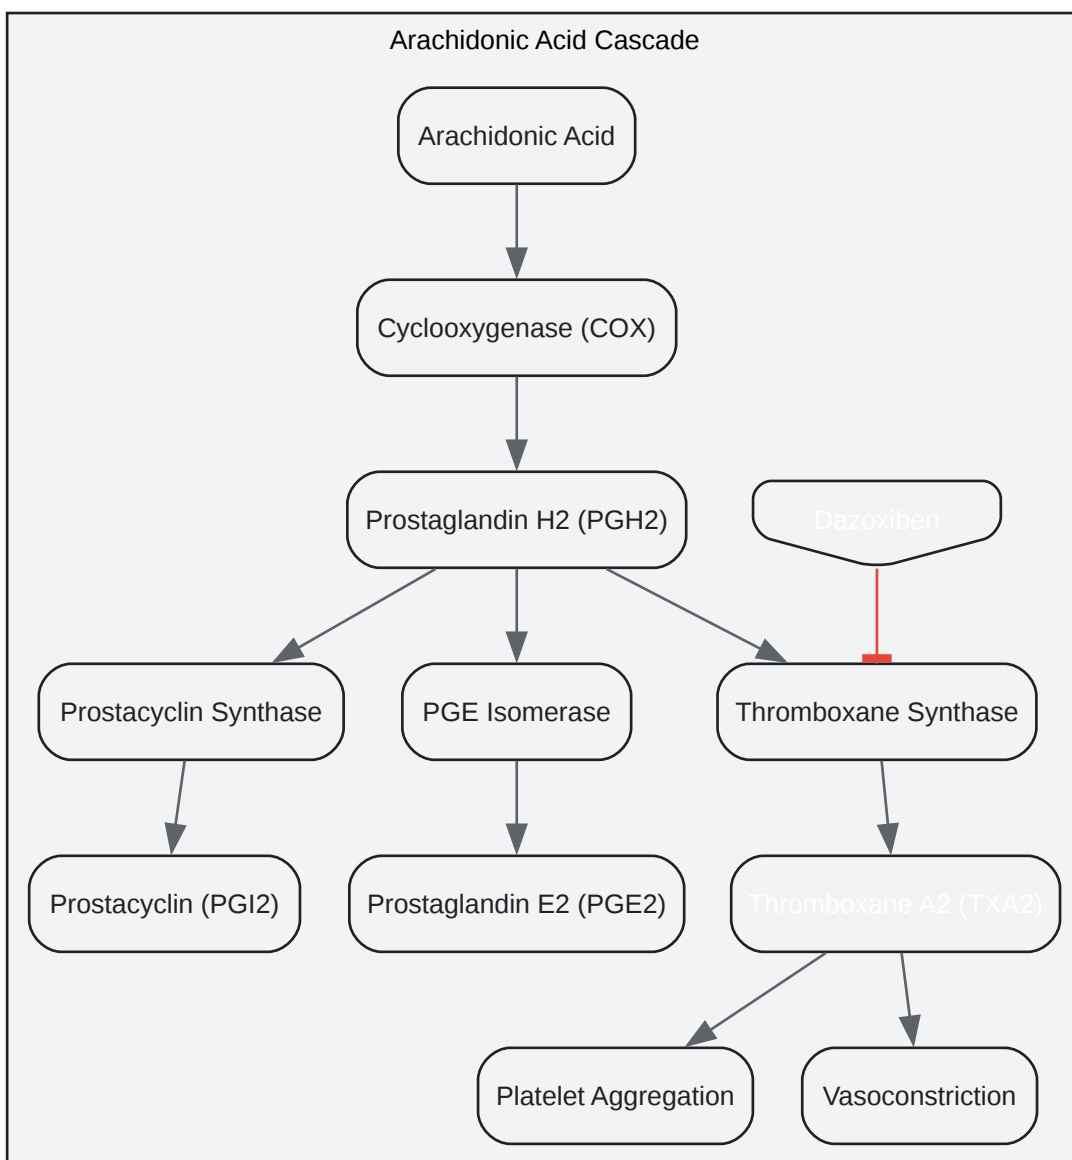 Arachidonic Acid Cascade
Arachidonic Acid
Cyclooxygenase (COX)
Prostaglandin H2 (PGH2)
Dazoxiben
Prostacyclin Synthase
PGE Isomerase
Thromboxane Synthase
Prostacyclin (PGI2)
Prostaglandin E2 (PGE2)
Thromboxane A2 (TXA2)
Platelet Aggregation
Vasoconstriction